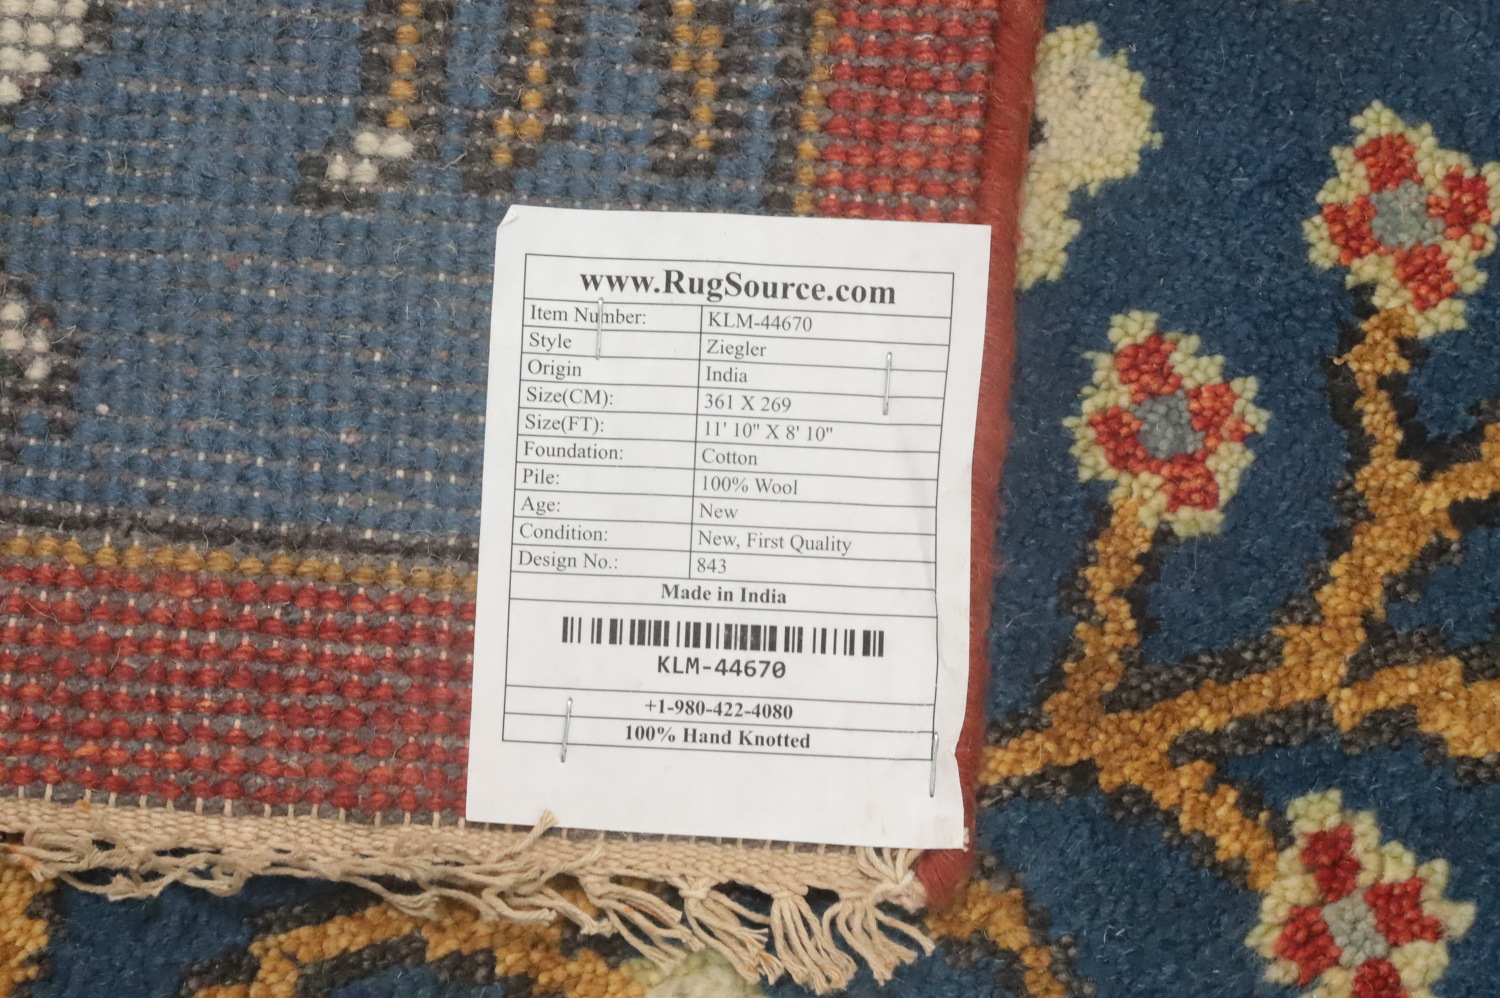 www.RugSource.com
Item Number: KLM-44670
Style Ziegler
Origin India
Size(CM): 361 X 269
Size(FT): 11' 10" X 8' 10"
Foundation: Cotton
Pile: 100% Wool
Age: New
Condition: New, First Quality
Design No.: 843
Made in India
KLM-44670
+1-980-422-4080
100% Hand Knotted